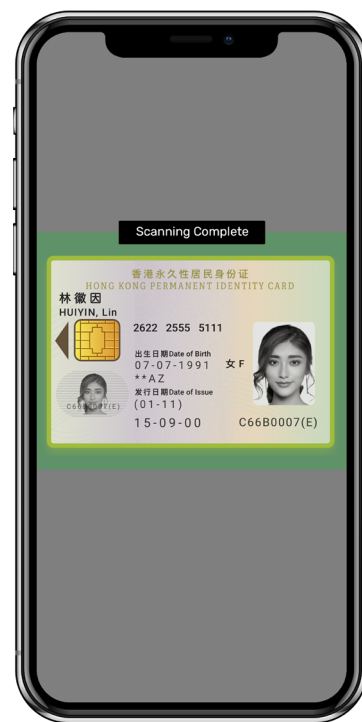 Scanning Complete
香港永久性居民身份证
HONG KONG PERMANENT IDENTITY CARD
林徽因
HUIYIN, Lin
2622 2555 5111
出生日期Date of Birth
07-07-1991 女 F
**AZ
发行日期Date of Issue
(01-11)
C66B0007(E)
15-09-00 C66B0007(E)